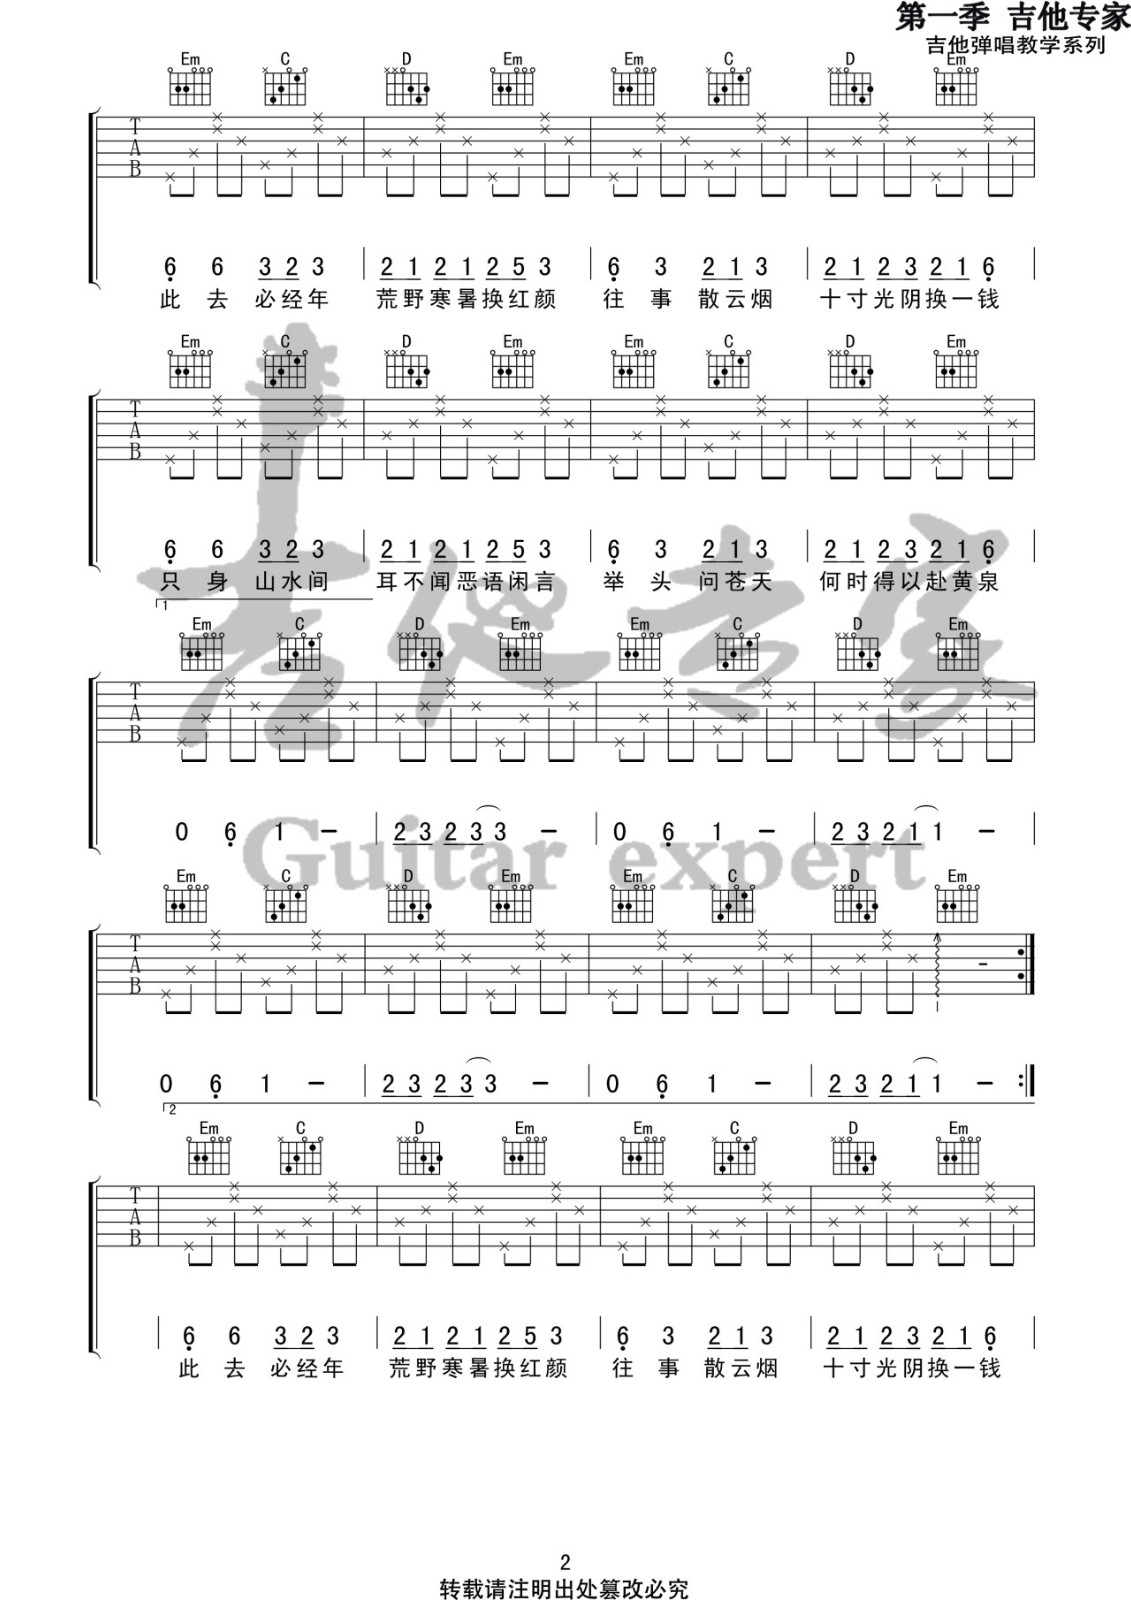 第一季 吉他专家
吉他弹唱教学系列
Em C D Em Em C D Em
T
A
B
6 6 3 2 3 2 1 2 1 2 5 3 6 3 2 1 3 2 1 2 3 2 1 6
此去必经年 荒野寒暑换红颜 往事散云烟 十寸光阴换一钱
Em C D Em Em C D Em
T
A
B
6 6 3 2 3 2 1 2 1 2 5 3 6 3 2 1 3 2 1 2 3 2 1 6
只身山水间 耳不闻恶语闲言 举头问苍天 何时得以赴黄泉
1
Em C D Em Em C D Em
T
A
B
0 6 1 - 2 3 2 3 3 - 0 6 1 - 2 3 2 1 1 -
吉他专家
Guitar expert
Em C D Em Em C D Em
T
A
B
0 6 1 - 2 3 2 3 3 - 0 6 1 - 2 3 2 1 1 -
2
Em C D Em Em C D Em
T
A
B
6 6 3 2 3 2 1 2 1 2 5 3 6 3 2 1 3 2 1 2 3 2 1 6
此去必经年 荒野寒暑换红颜 往事散云烟 十寸光阴换一钱
2
转载请注明出处篡改必究